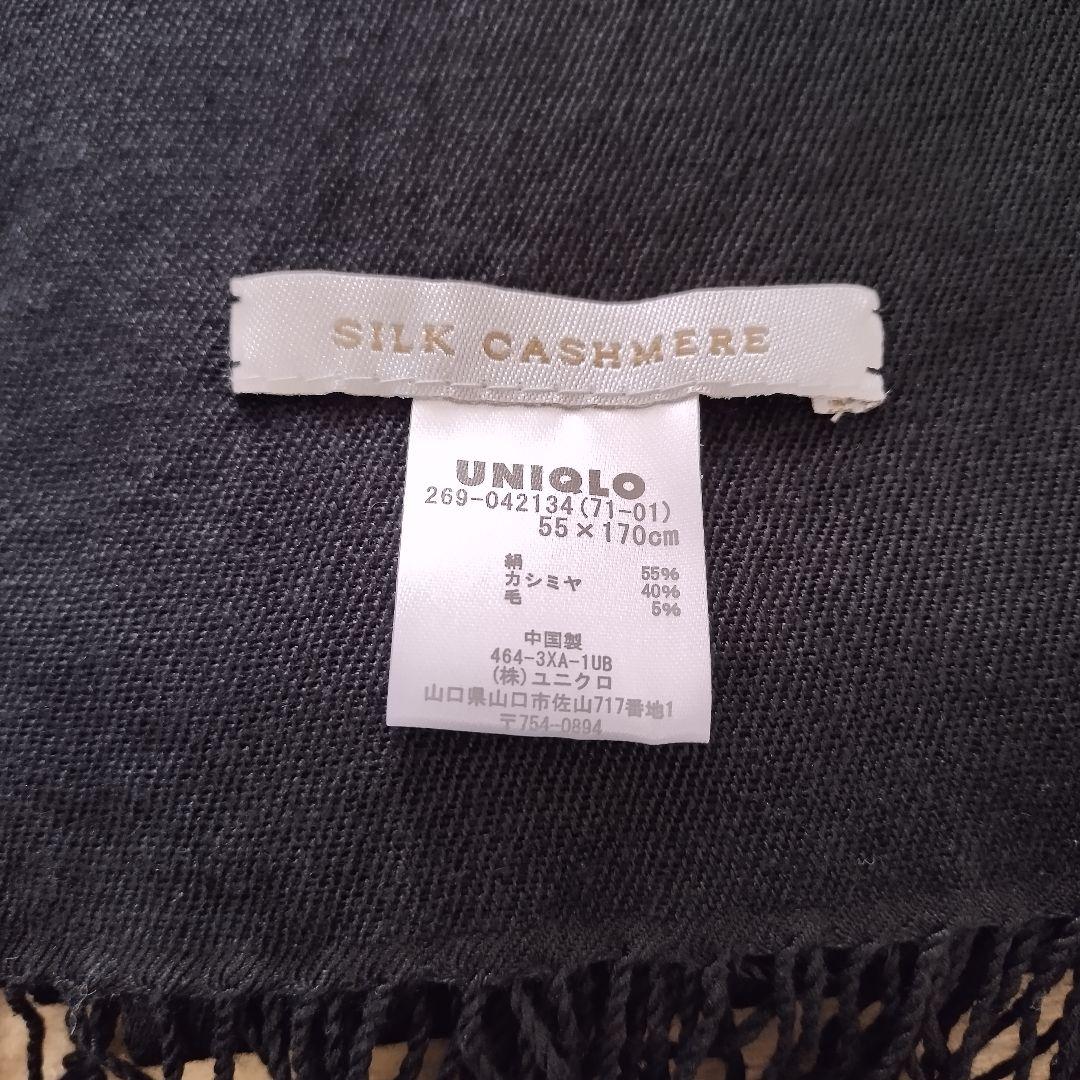 SILK CASHMERE
UNIQLO
269-042134(71-01)
55×170cm
絹 55%
カシミヤ 40%
毛 5%
中国製
464-3XA-1UB
(株)ユニクロ
山口県山口市佐山717番地1
〒754-0894